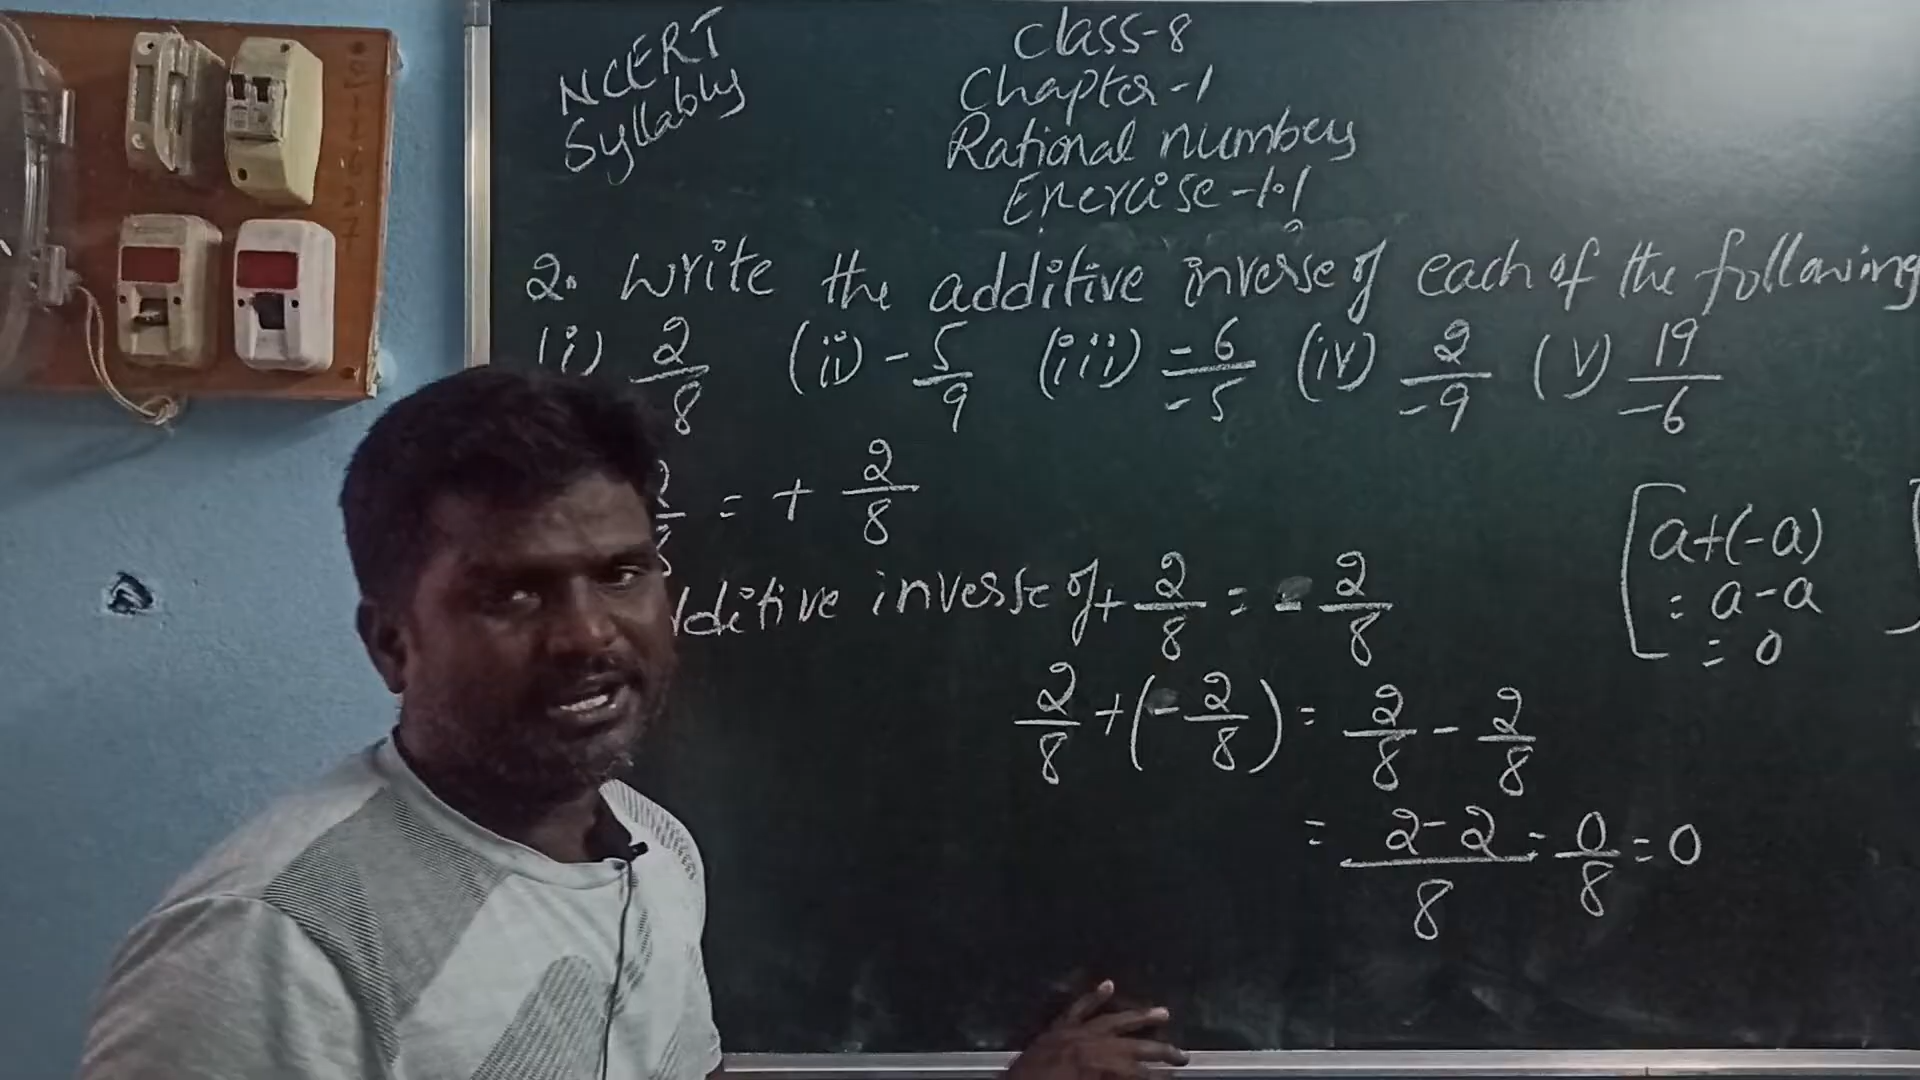 NCERT
Syllabus
Class-8
Chapter-1
Rational numbers
Exercise-1.1
2. Write the additive inverse of each of the following
(i) 2/8 (ii) -5/9 (iii) -6/-5 (iv) 2/-9 (v) 19/-6
= + 2/8
[a+(-a)
= a-a
= 0]
dditive inverse of + 2/8 = - 2/8
2/8 + (-2/8) = 2/8 - 2/8
= 2-2/8 = 0/8 = 0